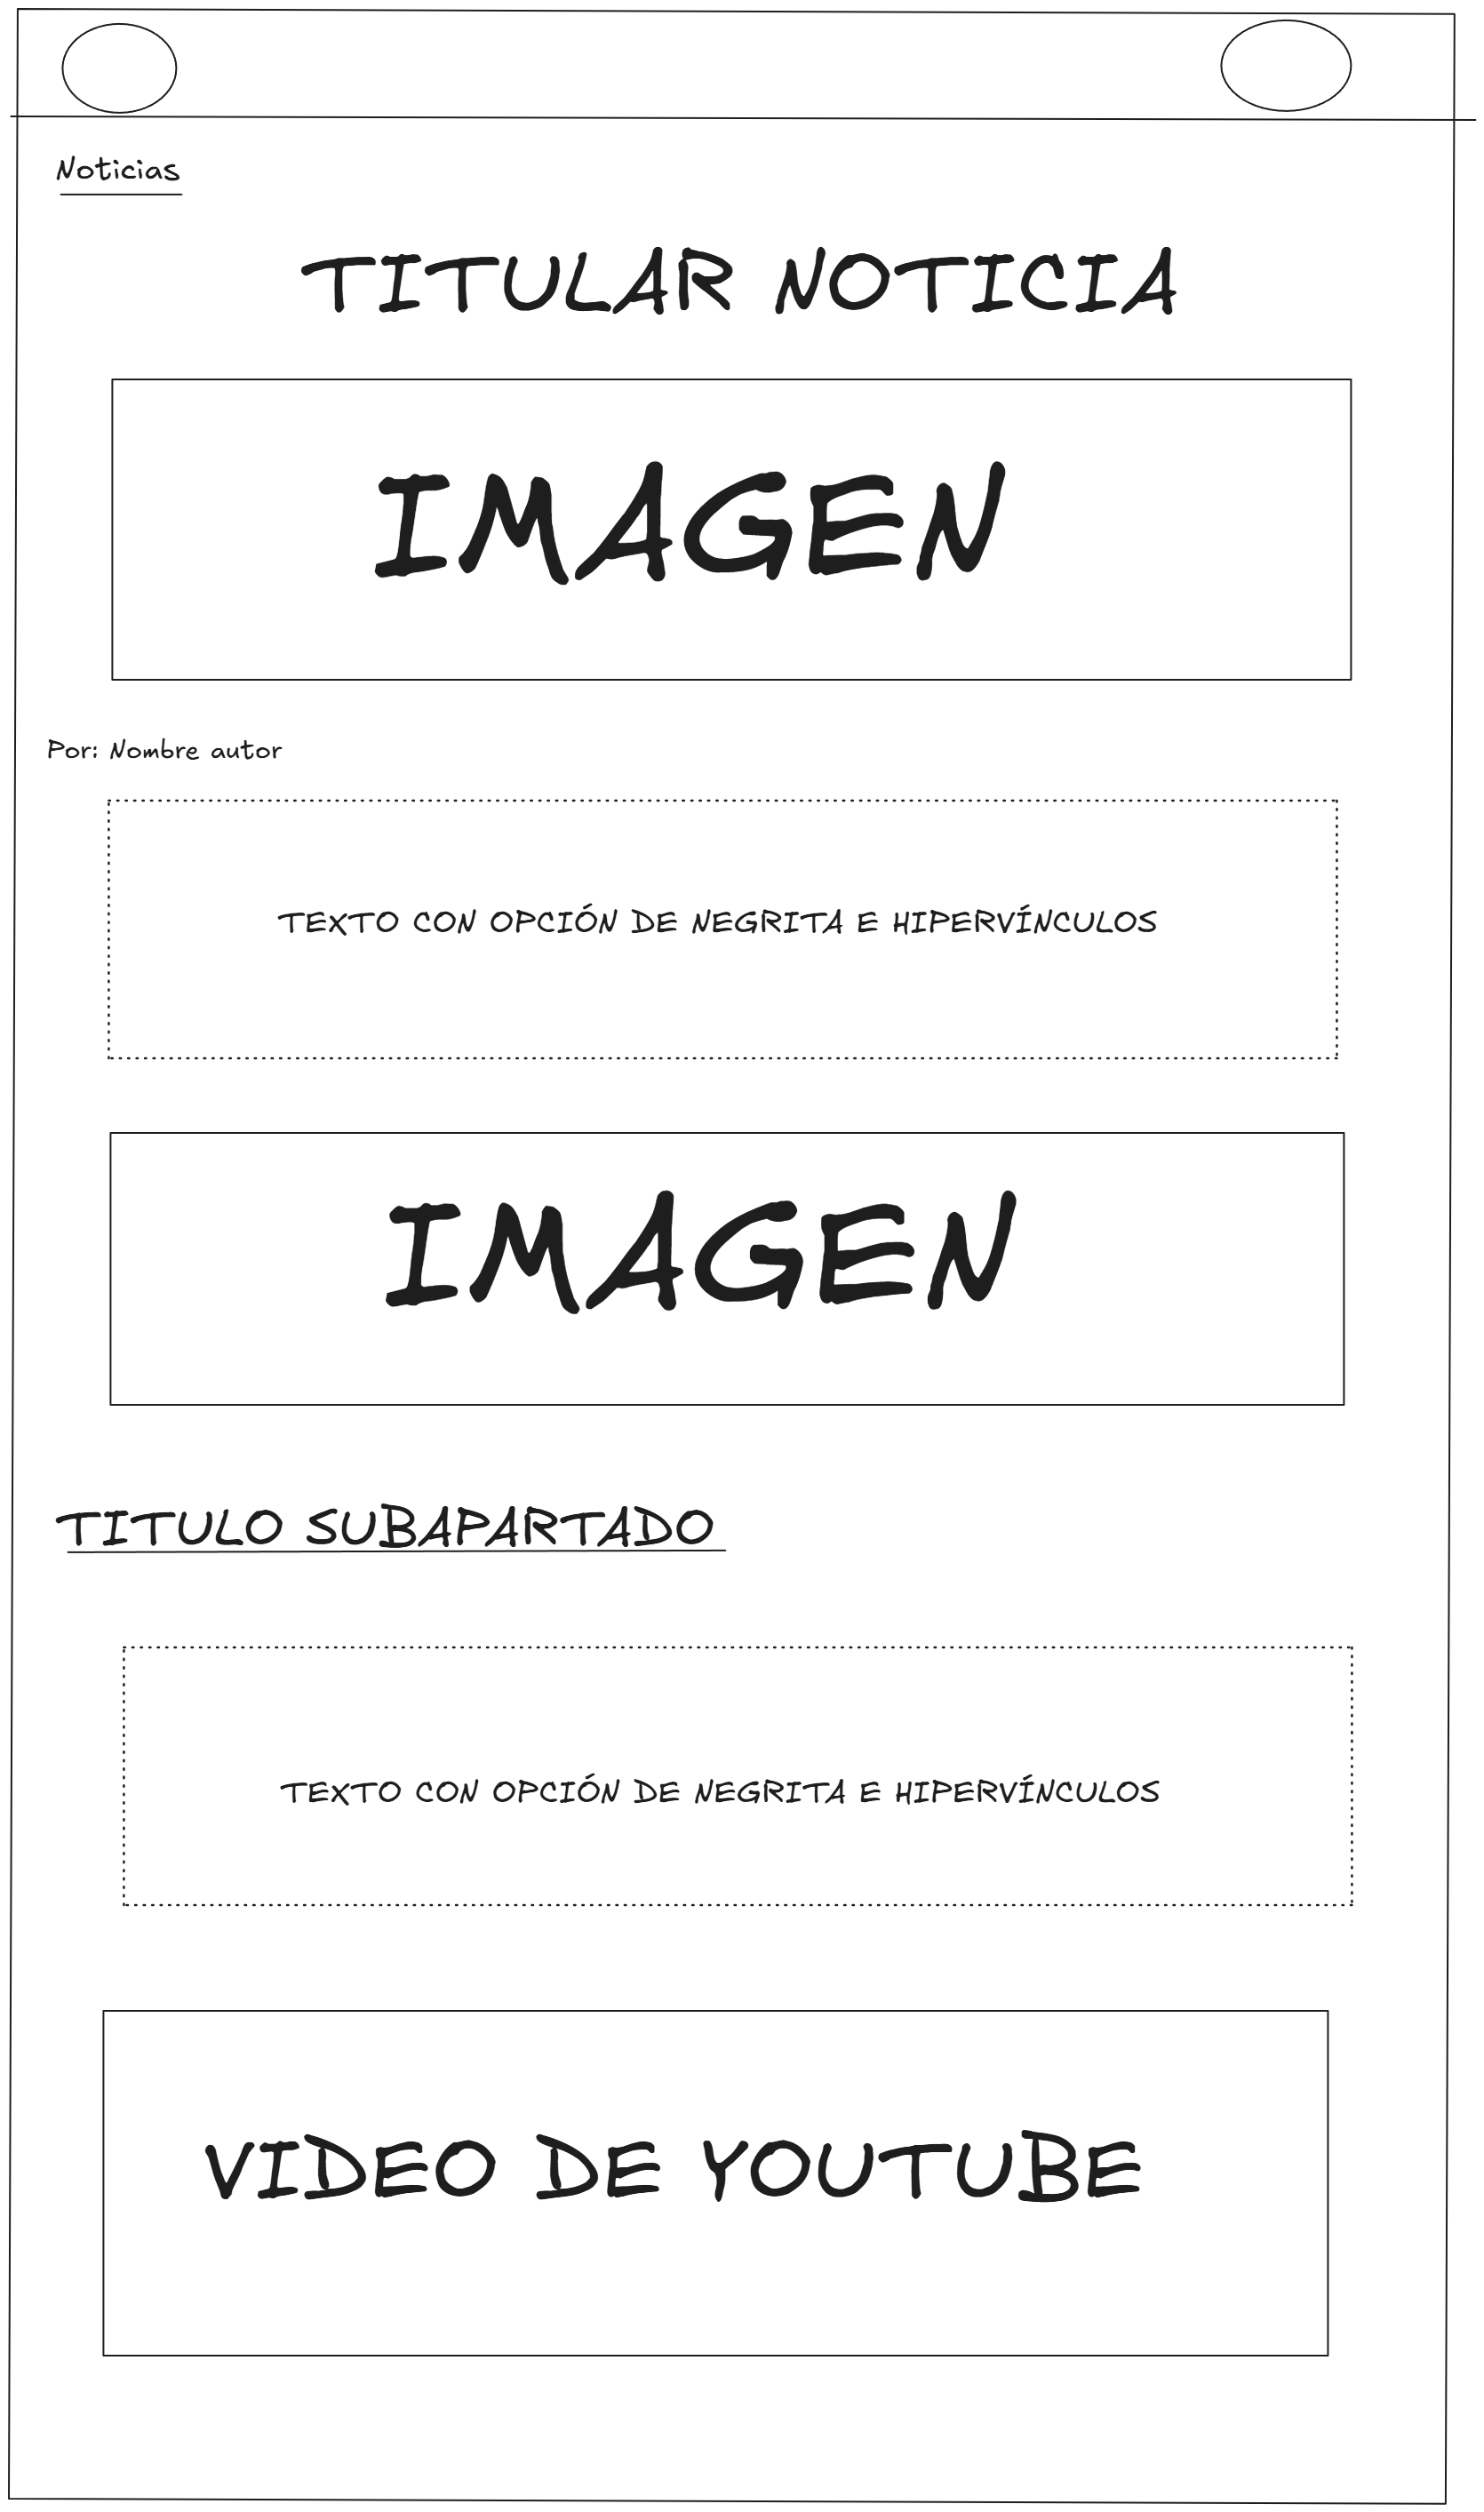 Noticias
TITULAR NOTICIA
IMAGEN
Por: Nombre autor
TEXTO CON OPCIÓN DE NEGRITA E HIPERVÍNCULOS
IMAGEN
TITULO SUBAPARTADO
TEXTO CON OPCIÓN DE NEGRITA E HIPERVÍNCULOS
VIDEO DE YOUTUBE